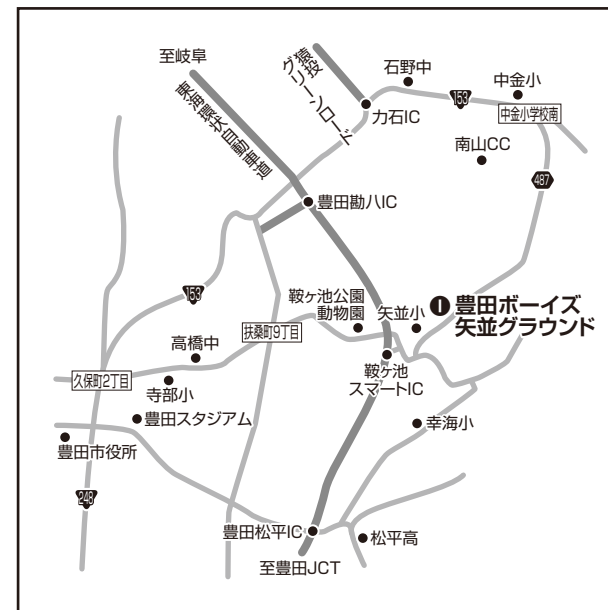 至岐阜
東海環状自動車道
猿投
グリーンロード
石野中
中金小
153
中金小学校南
力石IC
南山CC
487
豊田勘八IC
153
鞍ヶ池公園
動物園
矢並小
❶ 豊田ボーイズ
矢並グラウンド
扶桑町9丁目
高橋中
久保町2丁目
寺部小
鞍ヶ池
スマートIC
豊田スタジアム
幸海小
豊田市役所
248
豊田松平IC
松平高
至豊田JCT